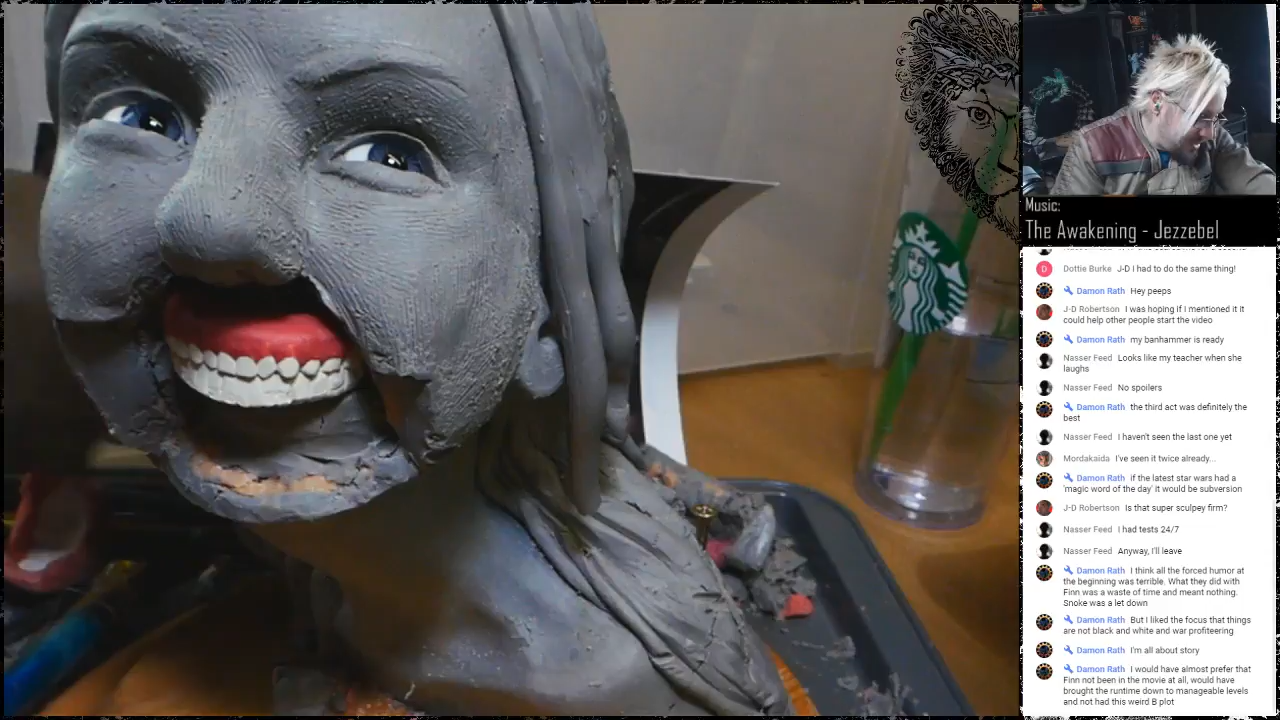 Music:
The Awakening - Jezzebel
Dottie Burke J-D I had to do the same thing!
Damon Rath Hey peeps
J-D Robertson I was hoping if I mentioned it it
could help other people start the video
Damon Rath my banhammer is ready
Nasser Feed Looks like my teacher when she
laughs
Nasser Feed No spoilers
Damon Rath the third act was definitely the
best
Nasser Feed I haven't seen the last one yet
Mordakaida I've seen it twice already...
Damon Rath if the latest star wars had a
'magic word of the day' it would be subversion
J-D Robertson Is that super sculpey firm?
Nasser Feed I had tests 24/7
Nasser Feed Anyway, I'll leave
Damon Rath I think all the forced humor at
the beginning was terrible. What they did with
Finn was a waste of time and meant nothing.
Snoke was a let down
Damon Rath But I liked the focus that things
are not black and white and war profiteering
Damon Rath I'm all about story
Damon Rath I would have almost prefer that
Finn not been in the movie at all, would have
brought the runtime down to manageable levels
and not had this weird B plot